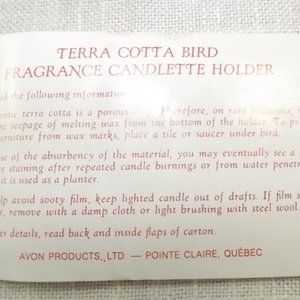 TERRA COTTA BIRD
FRAGRANCE CANDLETTE HOLDER
the following information
terra cotta is a porous Therefore, on rare
seepage of melting wax from the bottom of the holder. To
from wax marks, place a tile or saucer under bird.
of the absorbency of the material, you may eventually see a
staining after repeated candle burnings or from water
it is used as a planter.
avoid sooty film, keep lighted candle out of drafts. If film
remove with a damp cloth or light brushing with steel wool.
details, read back and inside flaps of carton.
AVON PRODUCTS, LTD. — POINTE CLAIRE, QUÉBEC